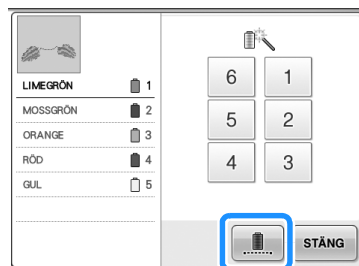 LIMEGRÖN 1
MOSSGRÖN 2
ORANGE 3
RÖD 4
GUL 5
6 1
5 2
4 3
STÄNG